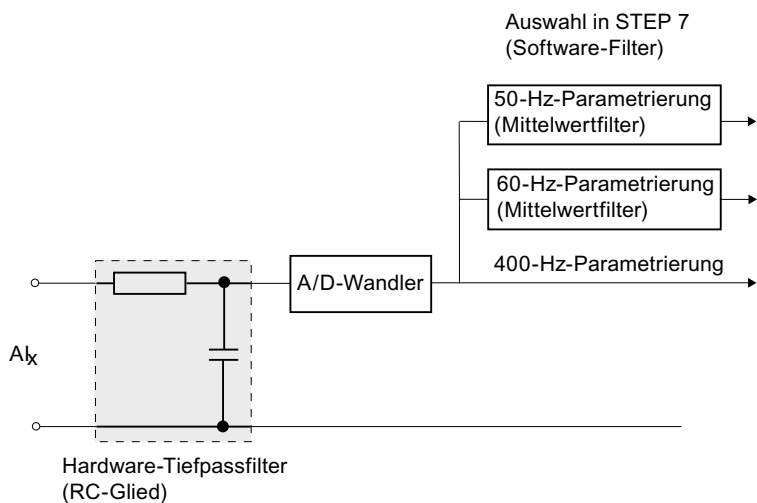 Auswahl in STEP 7
(Software-Filter)
50-Hz-Parametrierung
(Mittelwertfilter)
60-Hz-Parametrierung
(Mittelwertfilter)
400-Hz-Parametrierung
A/D-Wandler
AIx
Hardware-Tiefpassfilter
(RC-Glied)